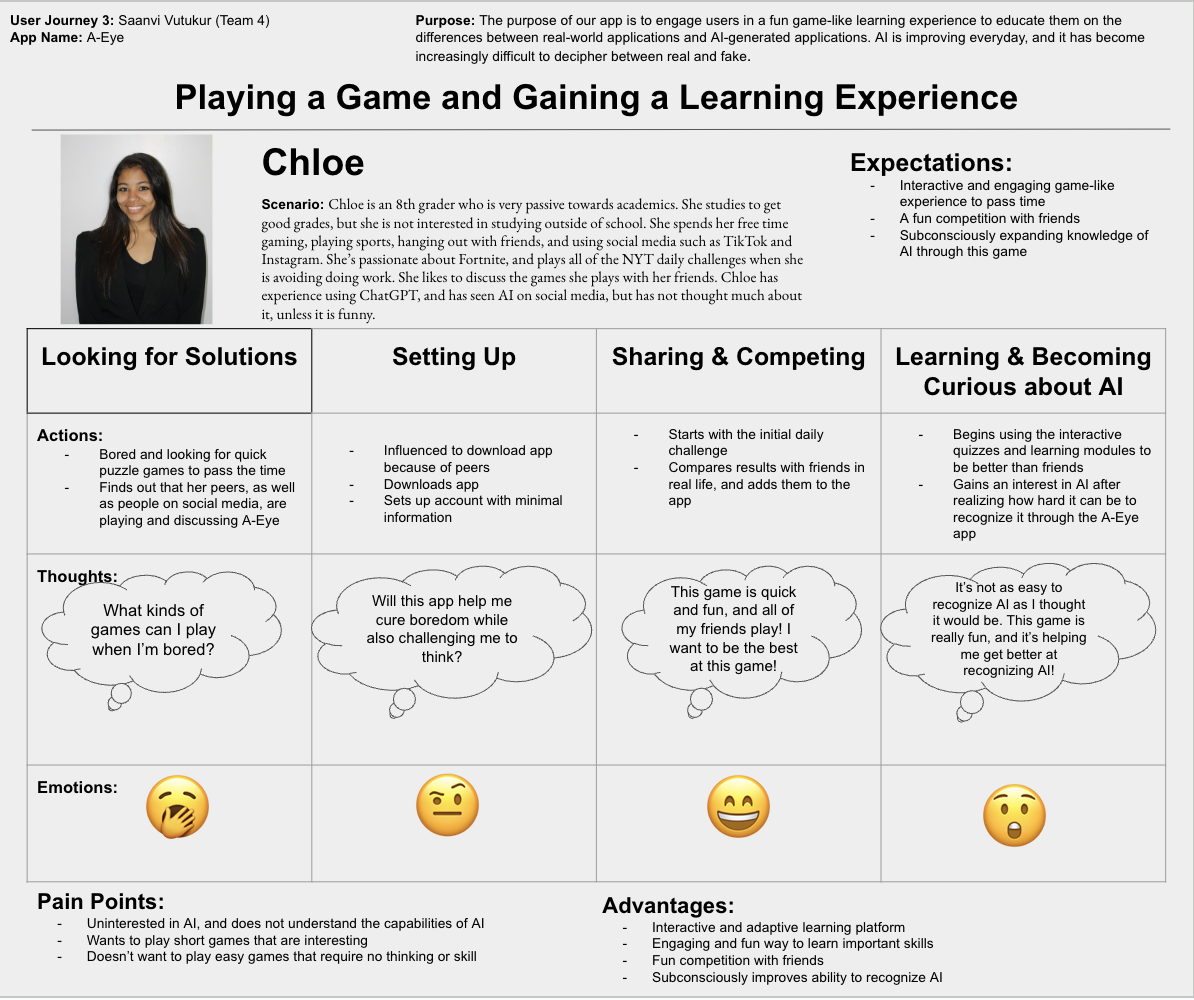 User Journey 3: Saanvi Vutukur (Team 4)
App Name: A-Eye
Purpose: The purpose of our app is to engage users in a fun game-like learning experience to educate them on the
differences between real-world applications and AI-generated applications. AI is improving everyday, and it has become
increasingly difficult to decipher between real and fake.
Playing a Game and Gaining a Learning Experience
Chloe
Scenario: Chloe is an 8th grader who is very passive towards academics. She studies to get
good grades, but she is not interested in studying outside of school. She spends her free time
gaming, playing sports, hanging out with friends, and using social media such as TikTok and
Instagram. She’s passionate about Fortnite, and plays all of the NYT daily challenges when she
is avoiding doing work. She likes to discuss the games she plays with her friends. Chloe has
experience using ChatGPT, and has seen AI on social media, but has not thought much about
it, unless it is funny.
Expectations:
- Interactive and engaging game-like
experience to pass time
- A fun competition with friends
- Subconsciously expanding knowledge of
AI through this game
Looking for Solutions
Setting Up
Sharing & Competing
Learning & Becoming
Curious about AI
Actions:
- Bored and looking for quick
puzzle games to pass the time
- Finds out that her peers, as well
as people on social media, are
playing and discussing A-Eye
- Influenced to download app
because of peers
- Downloads app
- Sets up account with minimal
information
- Starts with the initial daily
challenge
- Compares results with friends in
real life, and adds them to the
app
- Begins using the interactive
quizzes and learning modules to
be better than friends
- Gains an interest in AI after
realizing how hard it can be to
recognize it through the A-Eye
app
Thoughts:
What kinds of
games can I play
when I’m bored?
Will this app help me
cure boredom while
also challenging me to
think?
This game is quick
and fun, and all of
my friends play! I
want to be the best
at this game!
It’s not as easy to
recognize AI as I thought
it would be. This game is
really fun, and it’s helping
me get better at
recognizing AI!
Emotions:
Pain Points:
- Uninterested in AI, and does not understand the capabilities of AI
- Wants to play short games that are interesting
- Doesn’t want to play easy games that require no thinking or skill
Advantages:
- Interactive and adaptive learning platform
- Engaging and fun way to learn important skills
- Fun competition with friends
- Subconsciously improves ability to recognize AI